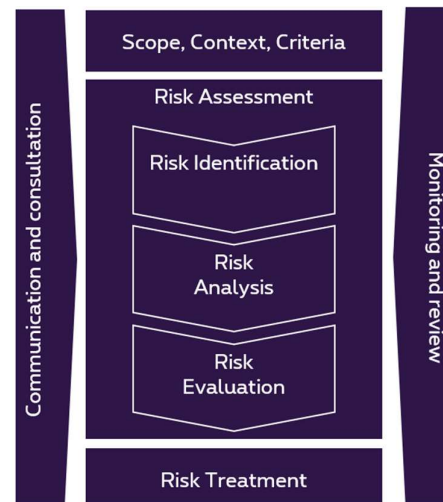 Scope, Context, Criteria
Communication and consultation
Risk Assessment
Risk Identification
Risk
Analysis
Risk
Evaluation
Monitoring and review
Risk Treatment